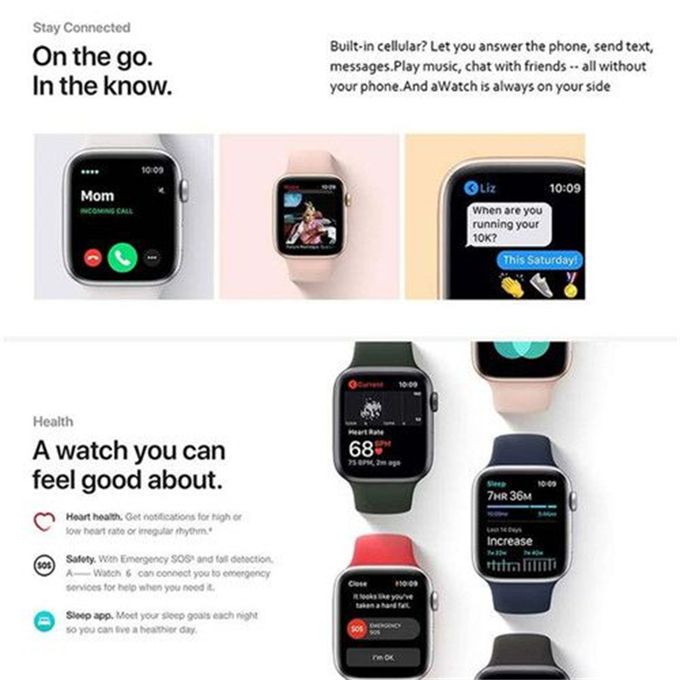 Stay Connected
On the go.
In the know.
Built-in cellular? Let you answer the phone, send text,
messages.Play music, chat with friends -- all without
your phone.And aWatch is always on your side
10:09
Mom
INCOMING CALL
10:09
Liz
10:09
When are you
running your
10K?
This Saturday!
Health
A watch you can
feel good about.
Heart health. Get notifications for high or
low heart rate or irregular rhythm.
SOS
Safety. With Emergency SOS and fall detection,
A—— Watch 6 can connect you to emergency
services for help when you need it.
Sleep app. Meet your sleep goals each night
so you can live a healthier day.
Current 10:09
Heart Rate
68 BPM
75 BPM, 2m ago
Sleep 10:09
7HR 36M
Last 14 Days
Increase
7hr 32m 7hr 40m
Close 10:09
It looks like you've
taken a hard fall.
SOS EMERGENCY
SOS
I'm OK